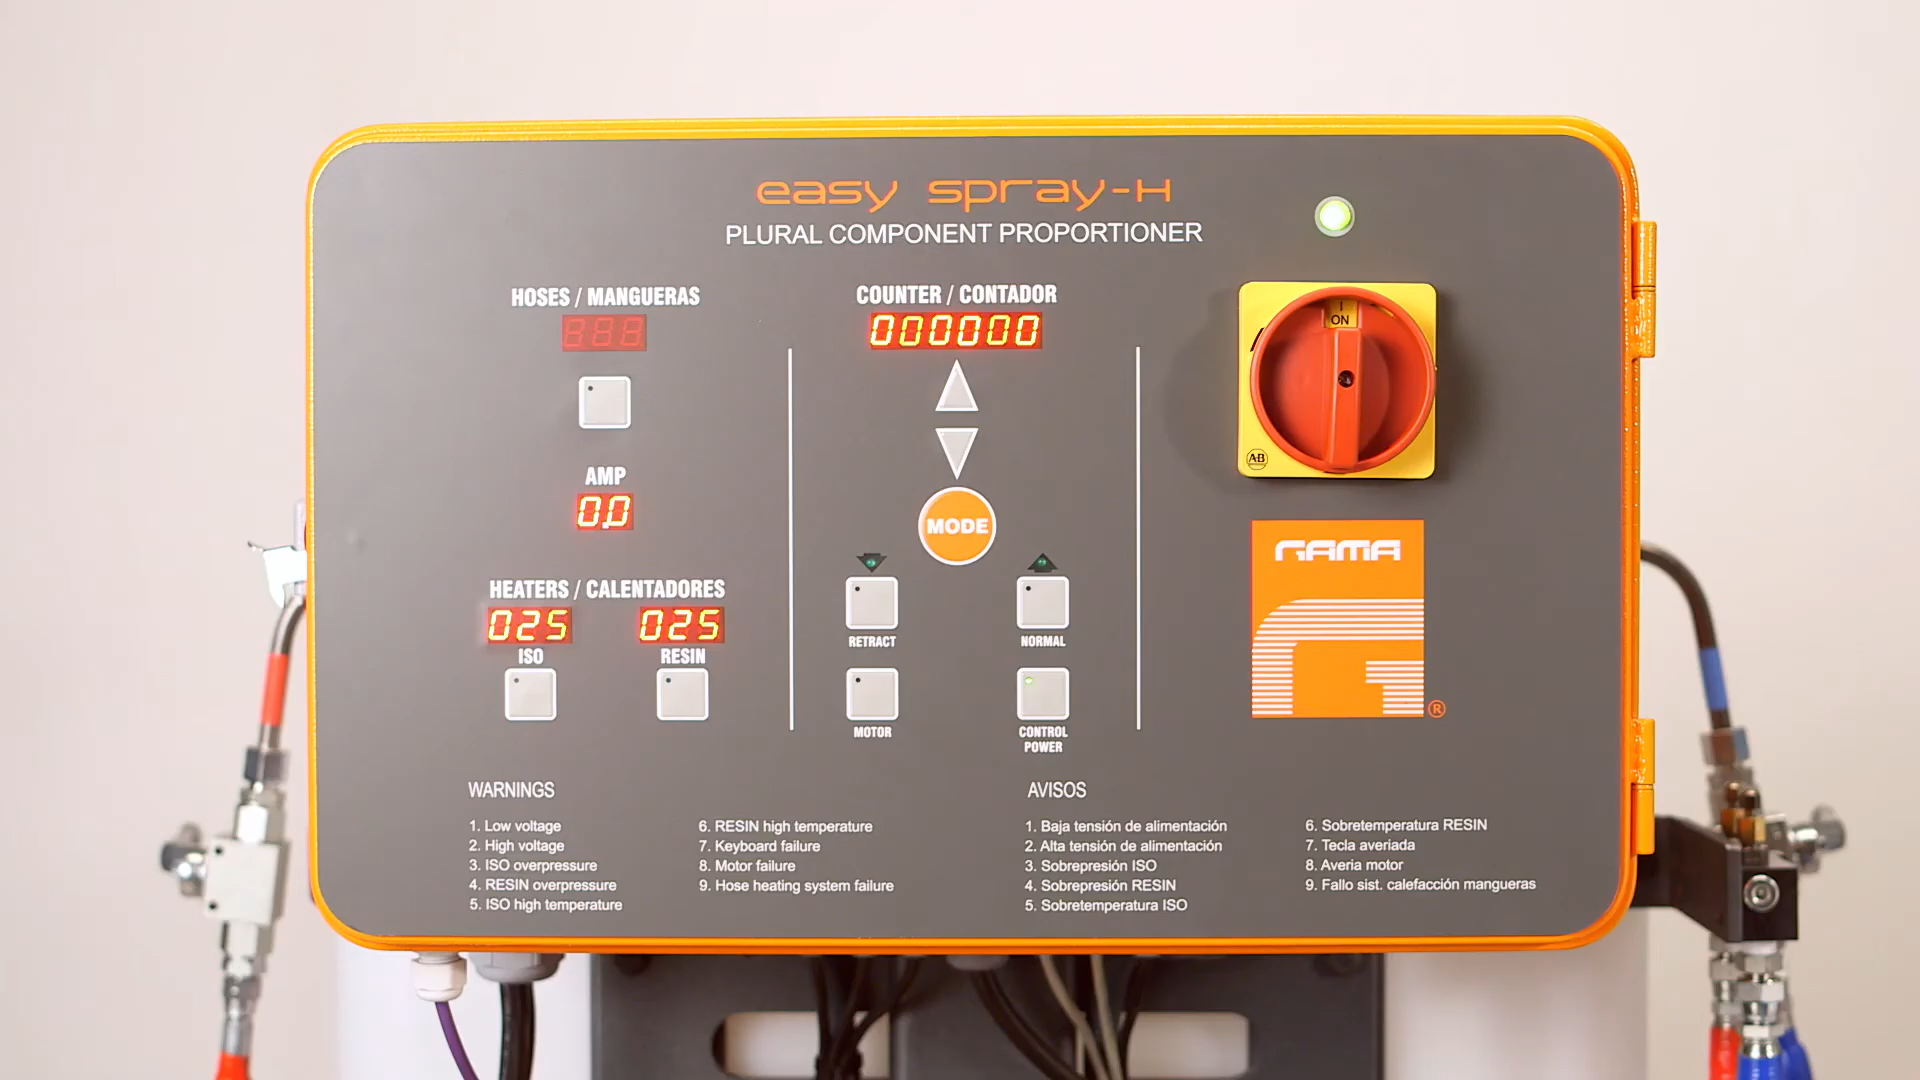 easy spray-H
PLURAL COMPONENT PROPORTIONER
HOSES / MANGUERAS
AMP
0.0
HEATERS / CALENTADORES
025 025
ISO RESIN
COUNTER / CONTADOR
000000
MODE
RETRACT NORMAL
MOTOR CONTROL
POWER
I
ON
AB
GAMA
®
WARNINGS
1. Low voltage
2. High voltage
3. ISO overpressure
4. RESIN overpressure
5. ISO high temperature
6. RESIN high temperature
7. Keyboard failure
8. Motor failure
9. Hose heating system failure
AVISOS
1. Baja tensión de alimentación
2. Alta tensión de alimentación
3. Sobrepresión ISO
4. Sobrepresión RESIN
5. Sobretemperatura ISO
6. Sobretemperatura RESIN
7. Tecla averiada
8. Averia motor
9. Fallo sist. calefacción mangueras